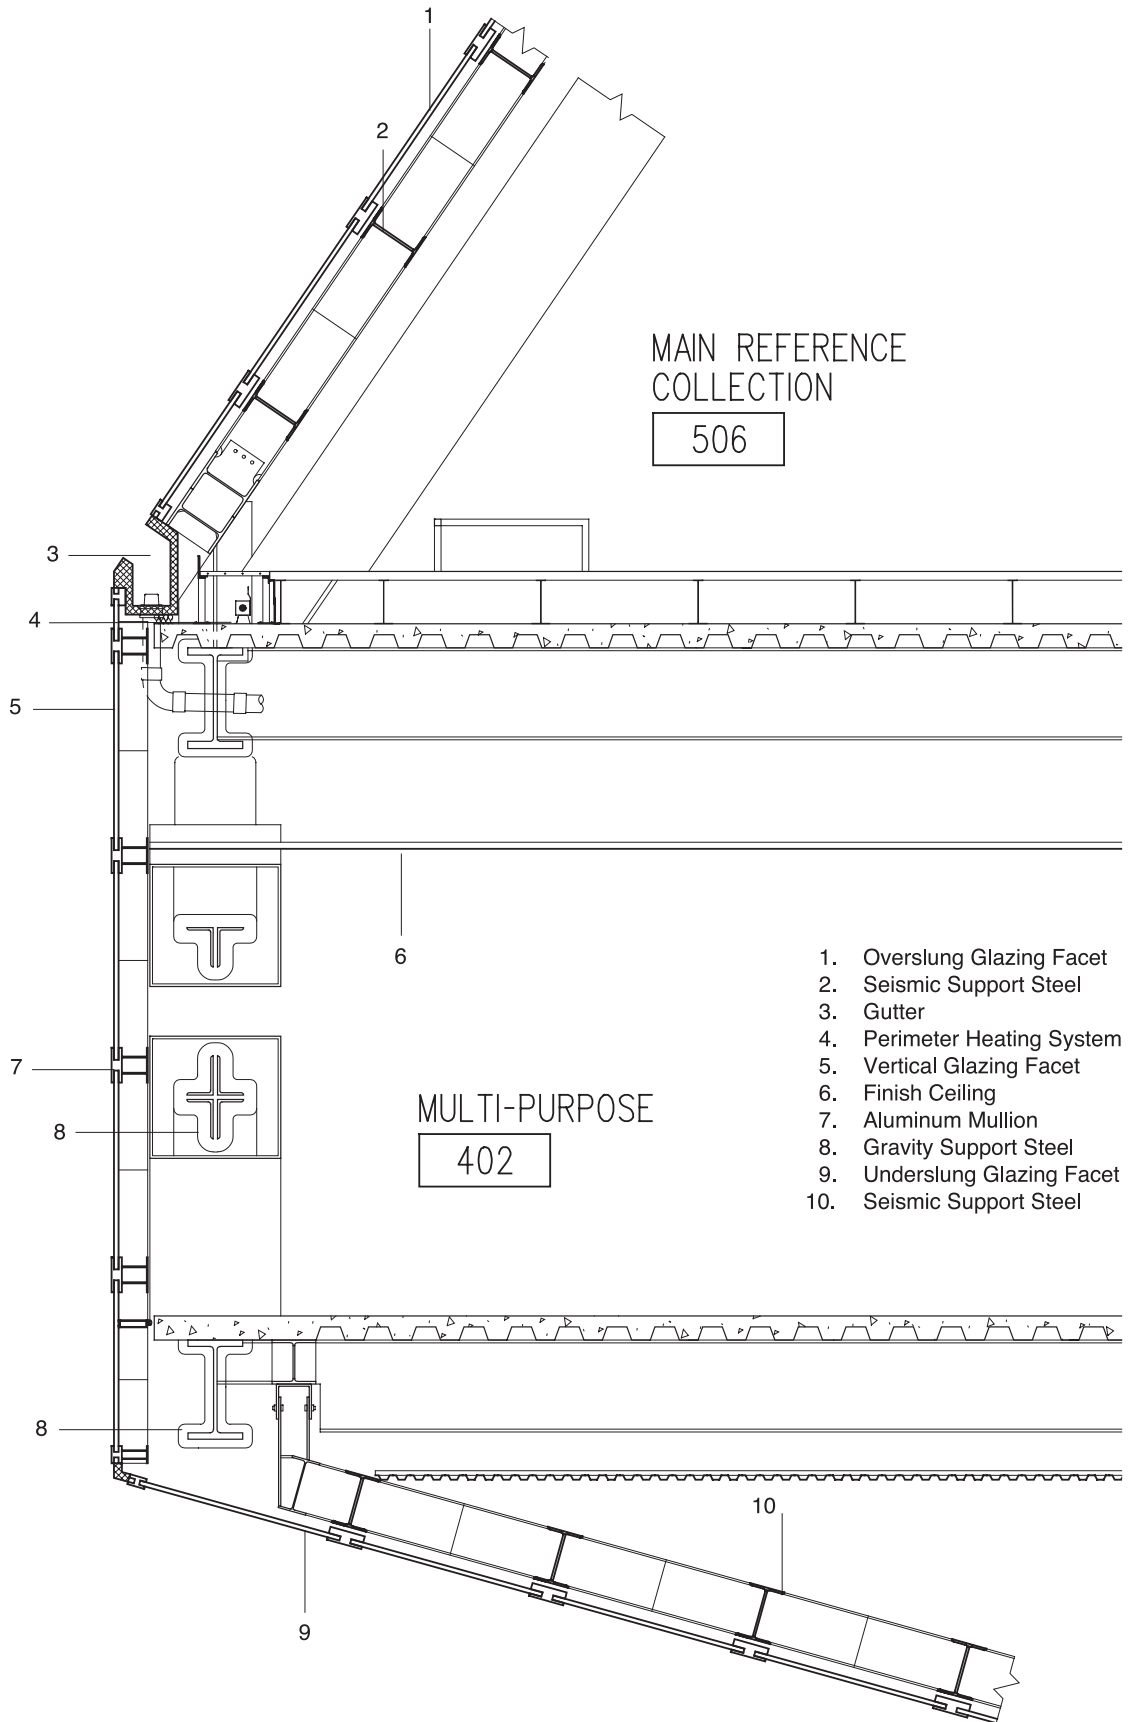 1
2
MAIN REFERENCE
COLLECTION
506
3
4
5
6
1. Overslung Glazing Facet
2. Seismic Support Steel
3. Gutter
4. Perimeter Heating System
5. Vertical Glazing Facet
6. Finish Ceiling
7. Aluminum Mullion
8. Gravity Support Steel
9. Underslung Glazing Facet
10. Seismic Support Steel
7
MULTI-PURPOSE
8
402
8
10
9